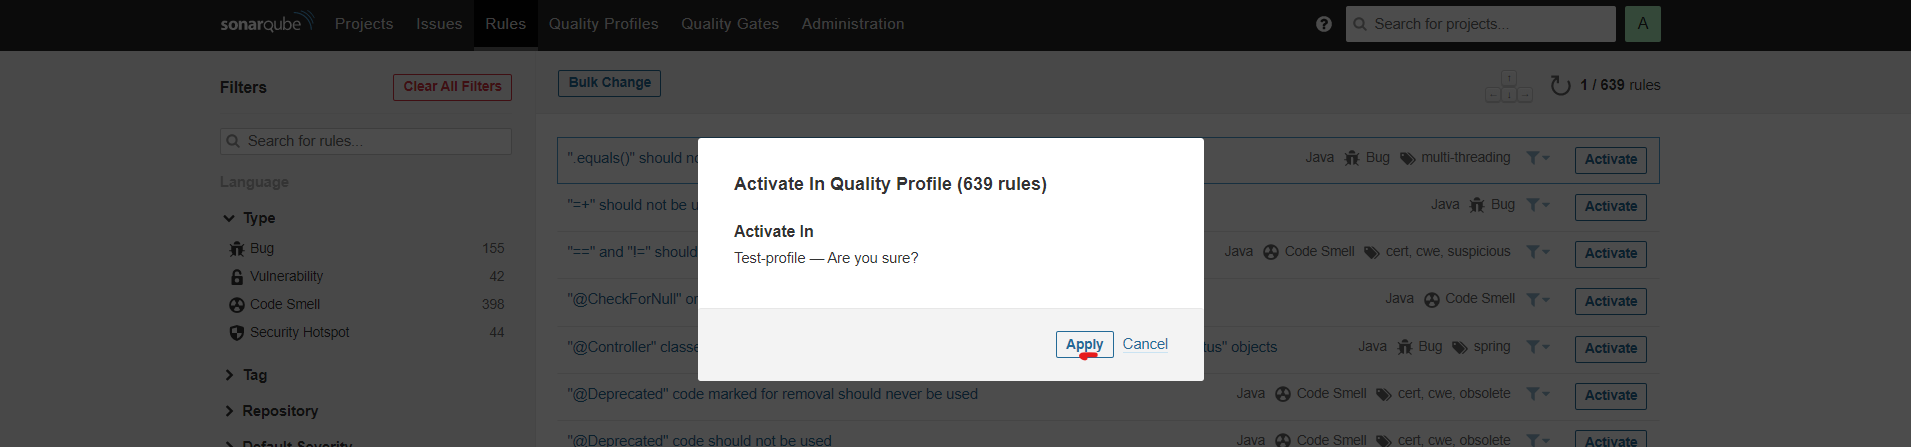 sonarqube Projects Issues Rules Quality Profiles Quality Gates Administration ? Search for projects... A
Filters Clear All Filters
Bulk Change ↑ ← ↓ → 1 / 639 rules
Search for rules...
Language
Type
Bug 155
Vulnerability 42
Code Smell 398
Security Hotspot 44
Tag
Repository
Default Severity
".equals()" should Java Bug multi-threading Activate
"=+" should not be Java Bug Activate
"==" and "!=" should Java Code Smell cert, cwe, suspicious Activate
"@CheckForNull" Java Code Smell Activate
"@Controller" objects Java Bug spring Activate
"@Deprecated" code marked for removal should never be used Java Code Smell cert, cwe, obsolete Activate
"@Deprecated" code should not be used Java Code Smell cert, cwe, obsolete Activate
Activate In Quality Profile (639 rules)
Activate In
Test-profile — Are you sure?
Apply Cancel